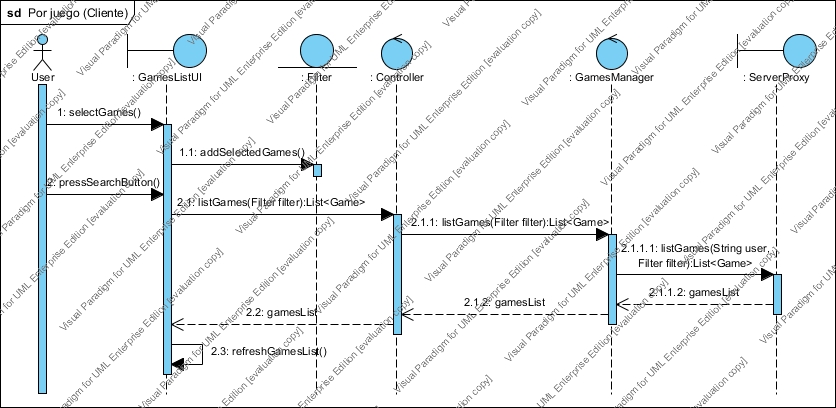 sd Por juego (Cliente)
User
: GamesListUI
: Filter
: Controller
: GamesManager
: ServerProxy
1: selectGames()
1.1: addSelectedGames()
2: pressSearchButton()
2.1: listGames(Filter filter):List<Game>
2.1.1: listGames(Filter filter):List<Game>
2.1.1.1: listGames(String user,
Filter filter):List<Game>
2.1.1.2: gamesList
2.1.2: gamesList
2.2: gamesList
2.3: refreshGamesList()
Visual Paradigm for UML Enterprise Edition [evaluation copy]